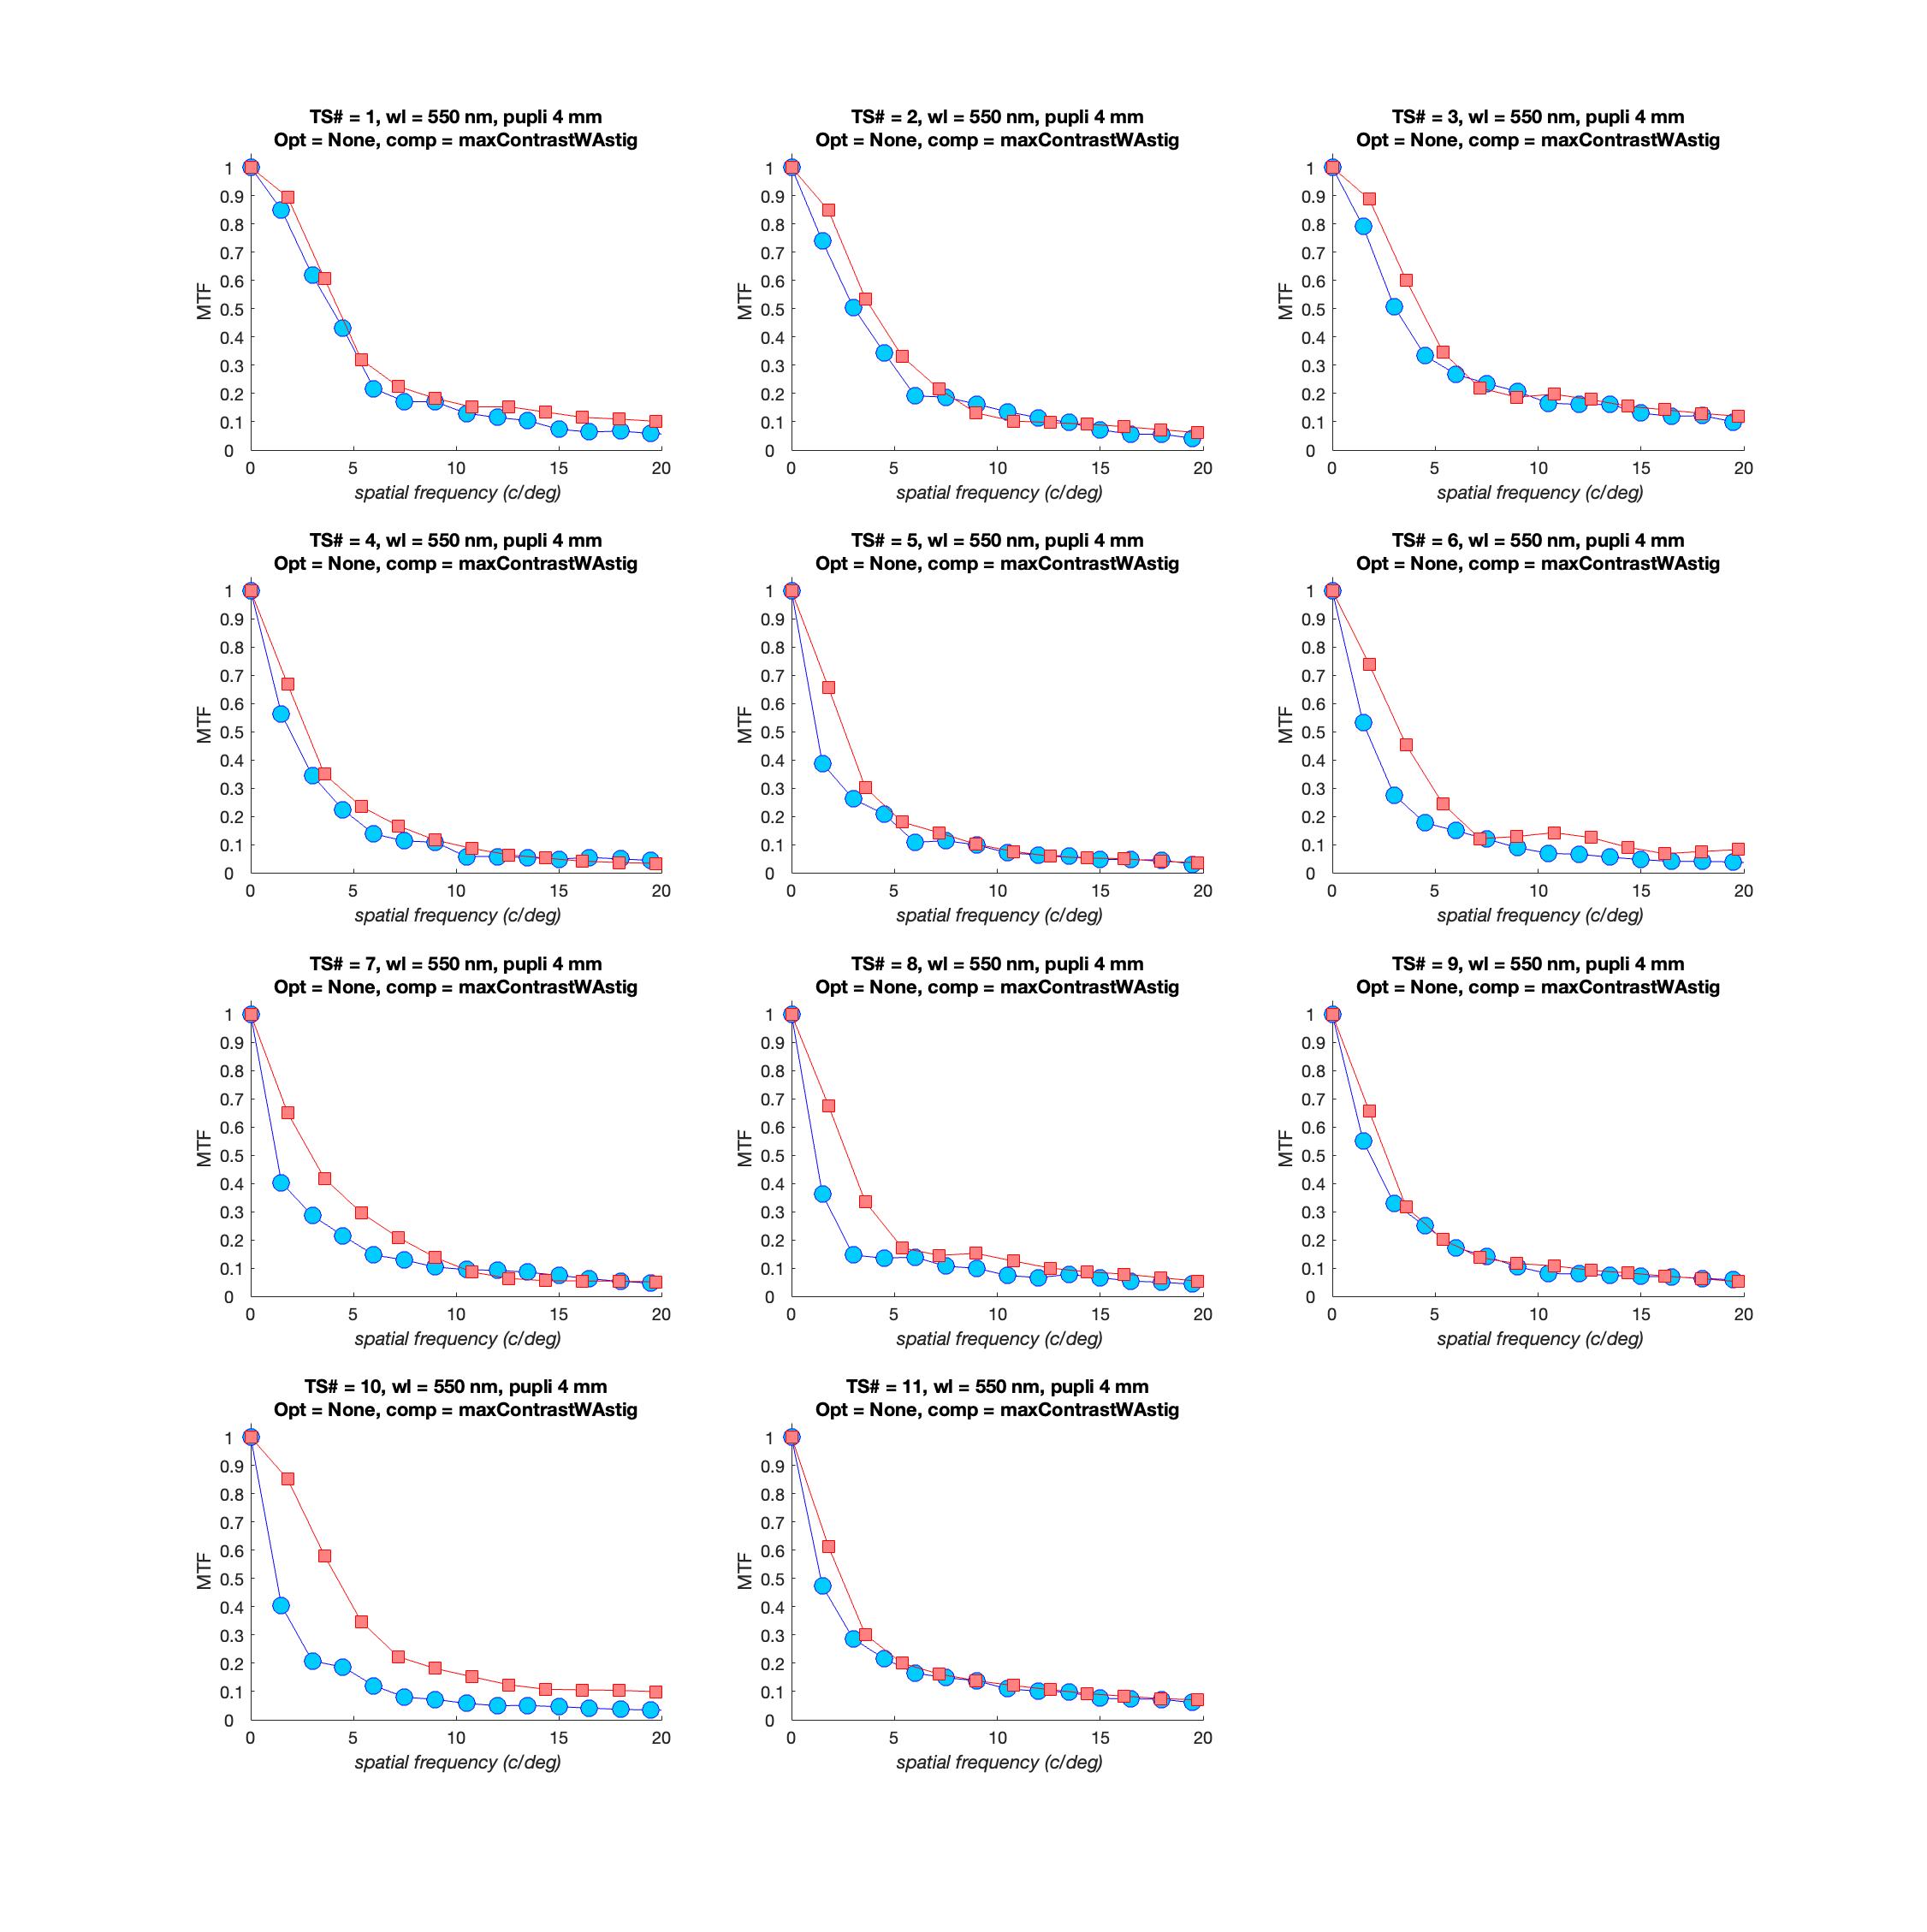 TS# = 1, wl = 550 nm, pupli 4 mm
Opt = None, comp = maxContrastWAstig
1
0.9
0.8
0.7
0.6
0.5
0.4
0.3
0.2
0.1
0
MTF
0 5 10 15 20
spatial frequency (c/deg)
TS# = 2, wl = 550 nm, pupli 4 mm
Opt = None, comp = maxContrastWAstig
1
0.9
0.8
0.7
0.6
0.5
0.4
0.3
0.2
0.1
0
MTF
0 5 10 15 20
spatial frequency (c/deg)
TS# = 3, wl = 550 nm, pupli 4 mm
Opt = None, comp = maxContrastWAstig
1
0.9
0.8
0.7
0.6
0.5
0.4
0.3
0.2
0.1
0
MTF
0 5 10 15 20
spatial frequency (c/deg)
TS# = 4, wl = 550 nm, pupli 4 mm
Opt = None, comp = maxContrastWAstig
1
0.9
0.8
0.7
0.6
0.5
0.4
0.3
0.2
0.1
0
MTF
0 5 10 15 20
spatial frequency (c/deg)
TS# = 5, wl = 550 nm, pupli 4 mm
Opt = None, comp = maxContrastWAstig
1
0.9
0.8
0.7
0.6
0.5
0.4
0.3
0.2
0.1
0
MTF
0 5 10 15 20
spatial frequency (c/deg)
TS# = 6, wl = 550 nm, pupli 4 mm
Opt = None, comp = maxContrastWAstig
1
0.9
0.8
0.7
0.6
0.5
0.4
0.3
0.2
0.1
0
MTF
0 5 10 15 20
spatial frequency (c/deg)
TS# = 7, wl = 550 nm, pupli 4 mm
Opt = None, comp = maxContrastWAstig
1
0.9
0.8
0.7
0.6
0.5
0.4
0.3
0.2
0.1
0
MTF
0 5 10 15 20
spatial frequency (c/deg)
TS# = 8, wl = 550 nm, pupli 4 mm
Opt = None, comp = maxContrastWAstig
1
0.9
0.8
0.7
0.6
0.5
0.4
0.3
0.2
0.1
0
MTF
0 5 10 15 20
spatial frequency (c/deg)
TS# = 9, wl = 550 nm, pupli 4 mm
Opt = None, comp = maxContrastWAstig
1
0.9
0.8
0.7
0.6
0.5
0.4
0.3
0.2
0.1
0
MTF
0 5 10 15 20
spatial frequency (c/deg)
TS# = 10, wl = 550 nm, pupli 4 mm
Opt = None, comp = maxContrastWAstig
1
0.9
0.8
0.7
0.6
0.5
0.4
0.3
0.2
0.1
0
MTF
0 5 10 15 20
spatial frequency (c/deg)
TS# = 11, wl = 550 nm, pupli 4 mm
Opt = None, comp = maxContrastWAstig
1
0.9
0.8
0.7
0.6
0.5
0.4
0.3
0.2
0.1
0
MTF
0 5 10 15 20
spatial frequency (c/deg)